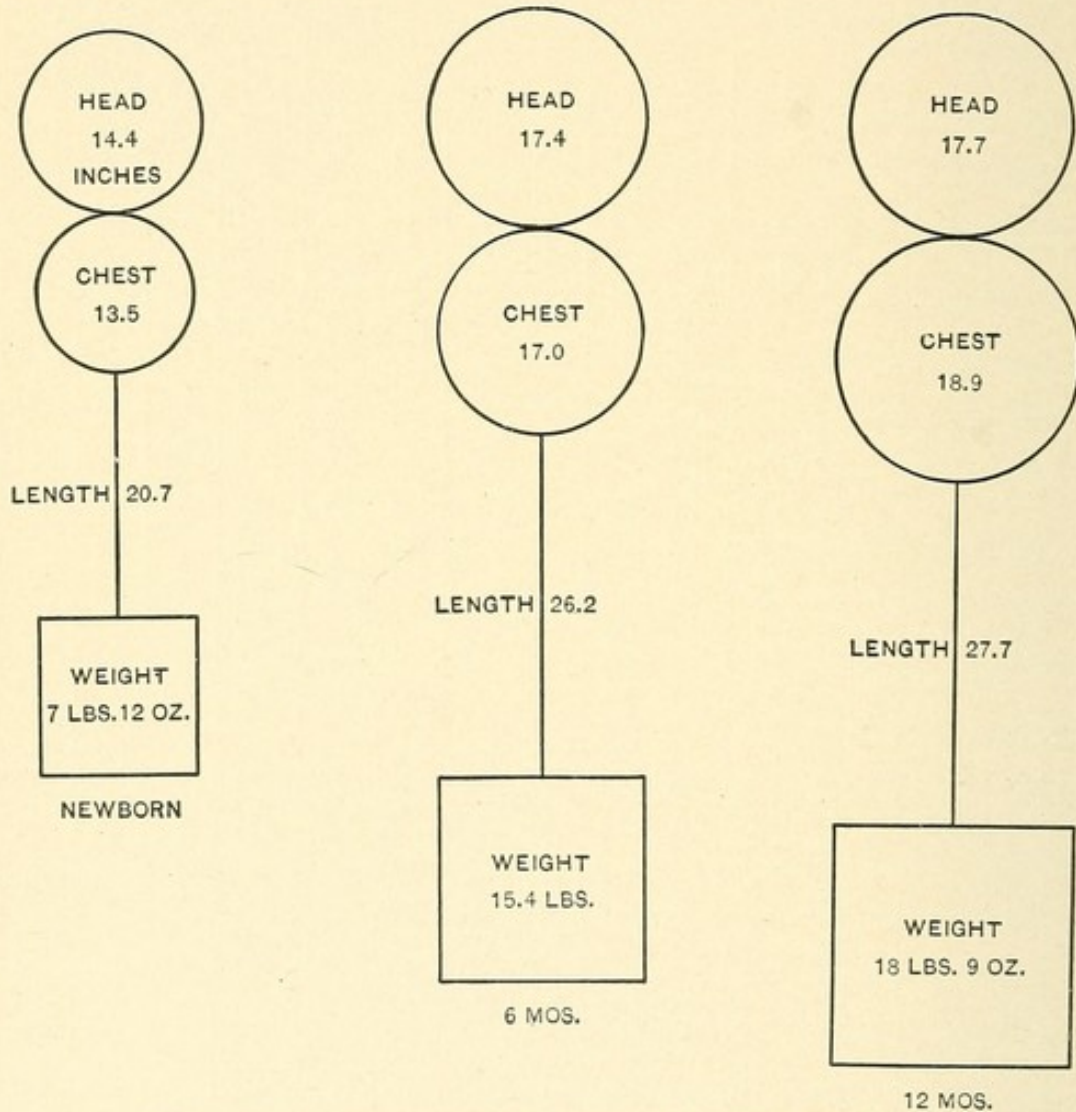 HEAD
14.4
INCHES
CHEST
13.5
LENGTH 20.7
WEIGHT
7 LBS.12 OZ.
NEWBORN
HEAD
17.4
CHEST
17.0
LENGTH 26.2
WEIGHT
15.4 LBS.
6 MOS.
HEAD
17.7
CHEST
18.9
LENGTH 27.7
WEIGHT
18 LBS. 9 OZ.
12 MOS.